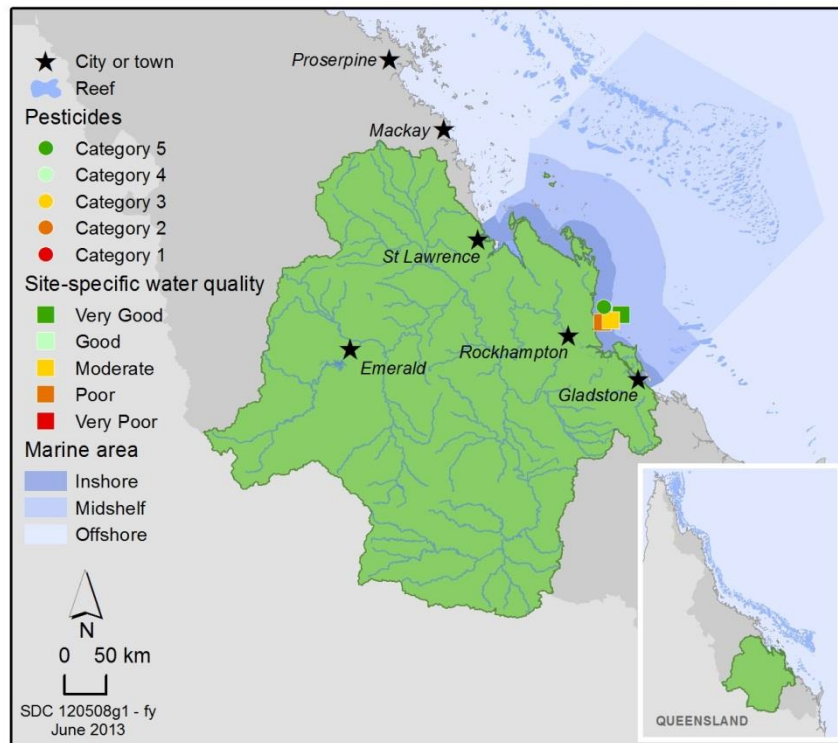 City or town
Reef
Pesticides
Category 5
Category 4
Category 3
Category 2
Category 1
Site-specific water quality
Very Good
Good
Moderate
Poor
Very Poor
Marine area
Inshore
Midshelf
Offshore
N
0 50 km
SDC 120508g1 - fy
June 2013
Proserpine
Mackay
St Lawrence
Emerald
Rockhampton
Gladstone
QUEENSLAND